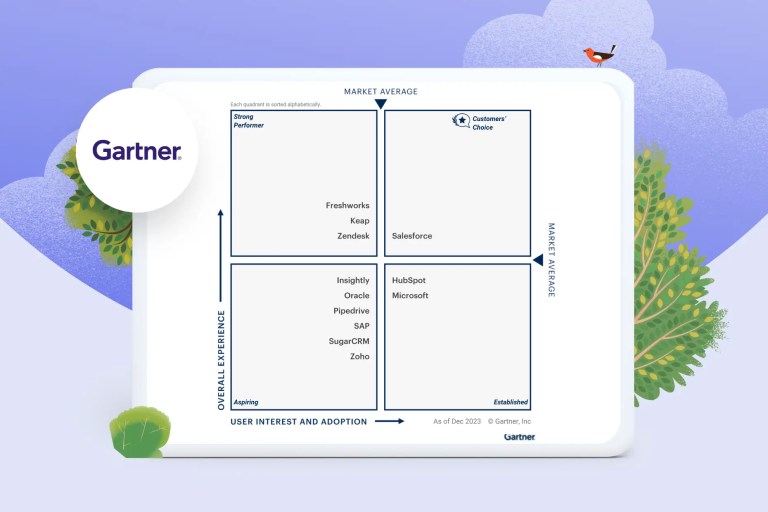 MARKET AVERAGE
Each quadrant is sorted alphabetically.
Strong
Performer
Customers'
Choice
Gartner®
Freshworks
Keap
Zendesk
Salesforce
MARKET AVERAGE
Insightly
Oracle
Pipedrive
SAP
SugarCRM
Zoho
HubSpot
Microsoft
OVERALL EXPERIENCE
Aspiring
Established
USER INTEREST AND ADOPTION
As of Dec 2023 © Gartner, Inc
Gartner